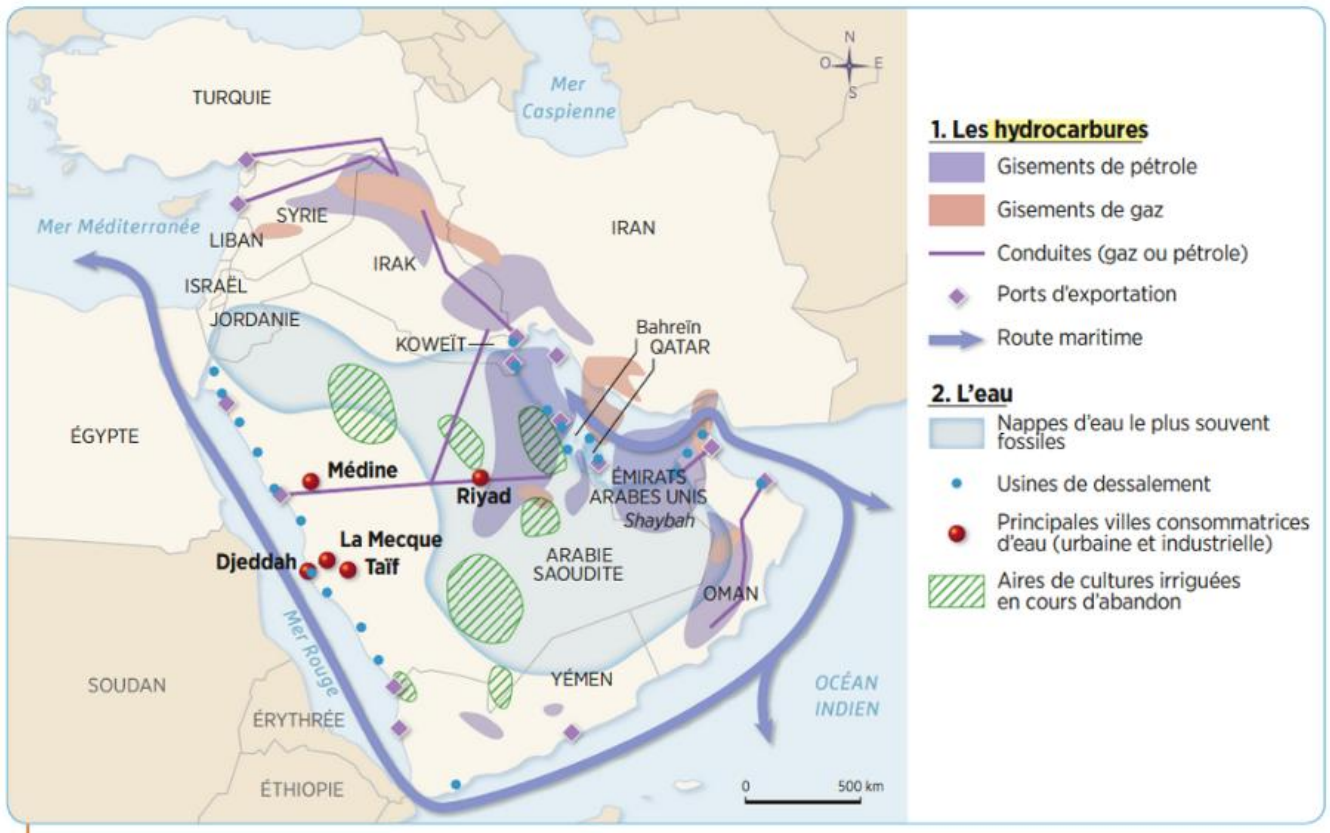 N
O
E
S
TURQUIE
Mer
Caspienne
Mer Méditerranée
SYRIE
LIBAN
IRAN
IRAK
ISRAËL
JORDANIE
KOWEÏT
Bahreïn
QATAR
ÉGYPTE
Médine
Riyad
ÉMIRATS
ARABES UNIS
Shaybah
La Mecque
Djeddah
Taïf
ARABIE
SAOUDITE
OMAN
Mer Rouge
SOUDAN
YÉMEN
OCÉAN
INDIEN
ÉRYTHRÉE
ÉTHIOPIE
0 500 km
1. Les hydrocarbures
Gisements de pétrole
Gisements de gaz
Conduites (gaz ou pétrole)
Ports d'exportation
Route maritime
2. L'eau
Nappes d'eau le plus souvent
fossiles
Usines de dessalement
Principales villes consommatrices
d'eau (urbaine et industrielle)
Aires de cultures irriguées
en cours d'abandon